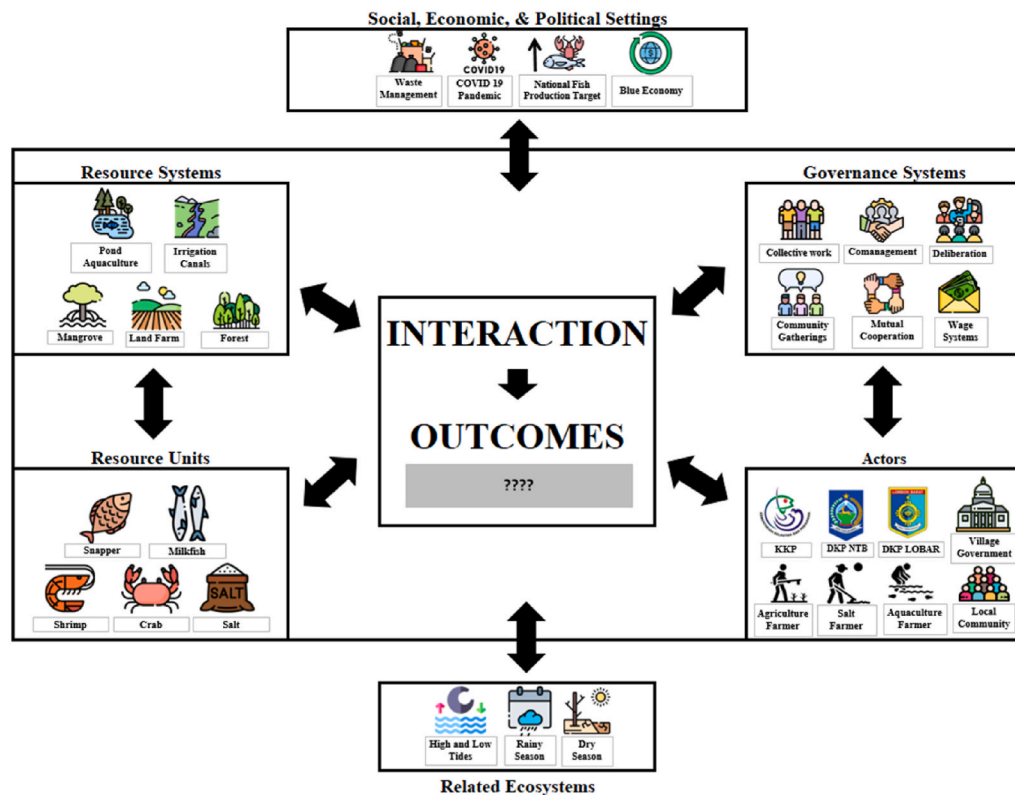 Social, Economic, & Political Settings
COVID19
Waste
Management
COVID 19
Pandemic
National Fish
Production Target
Blue Economy
Resource Systems
Pond
Aquaculture
Irrigation
Canals
Mangrove
Land Farm
Forest
Governance Systems
Collective work
Comanagement
Deliberation
Community
Gatherings
Mutual
Cooperation
Wage
Systems
INTERACTION
OUTCOMES
????
Resource Units
Snapper
Milkfish
SALT
Shrimp
Crab
Salt
Actors
LOMBOK BARAT
KKP
DKP NTB
DKP LOBAR
Village
Government
Agriculture
Farmer
Salt
Farmer
Aquaculture
Farmer
Local
Community
High and Low
Tides
Rainy
Season
Dry
Season
Related Ecosystems